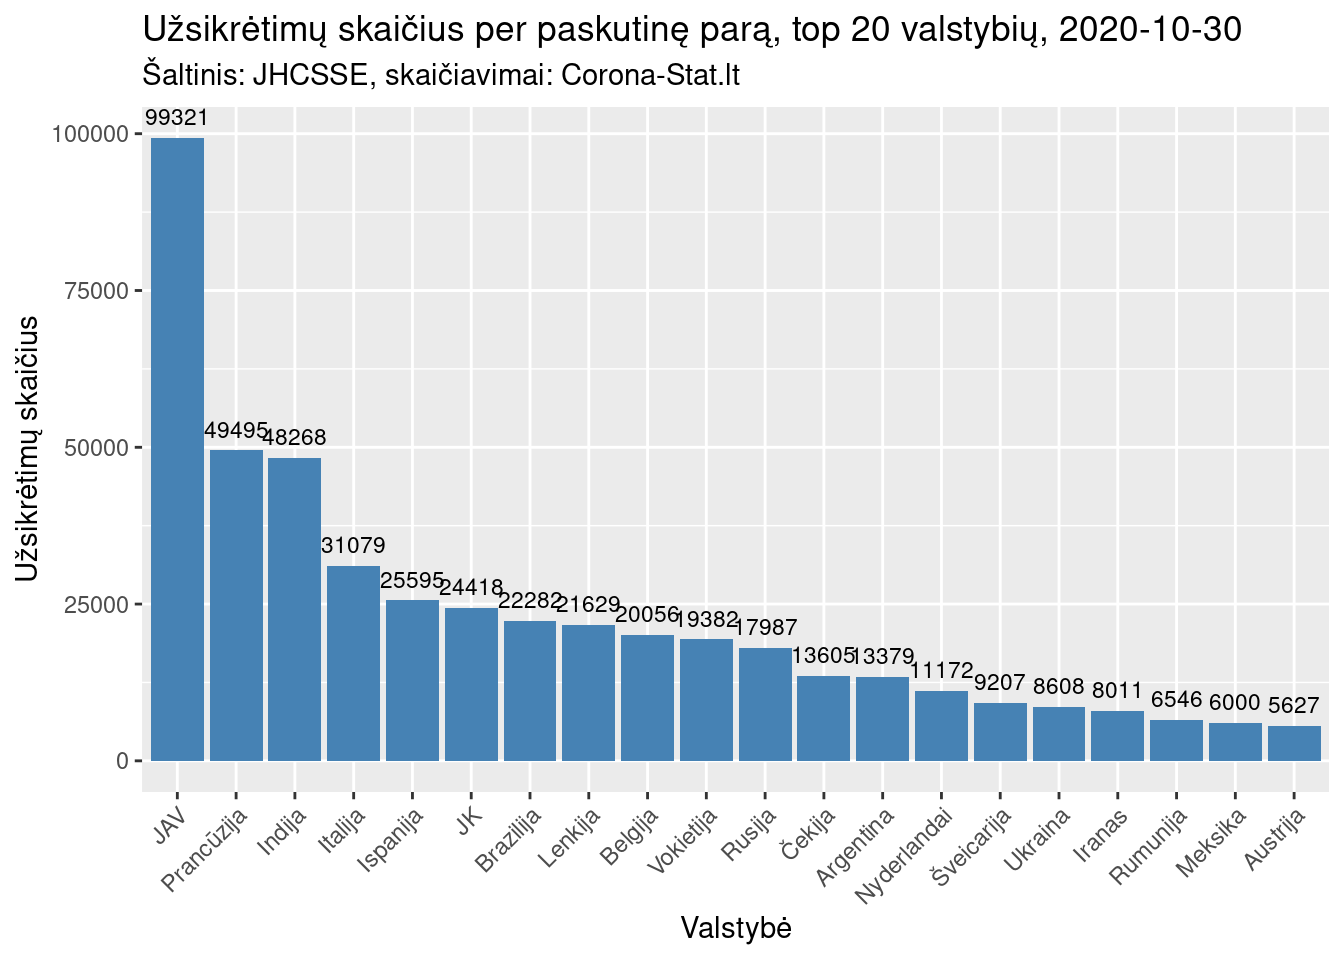 Užsikrėtimų skaičius per paskutinę parą, top 20 valstybių, 2020-10-30
Šaltinis: JHCSSE, skaičiavimai: Corona-Stat.lt
Užsikrėtimų skaičius
100000
75000
50000
25000
0
99321
49495
48268
31079
25595
24418
22282
21629
20056
19382
17987
13605
13379
11172
9207
8608
8011
6546
6000
5627
JAV
Prancūzija
Indija
Italija
Ispanija
JK
Brazilija
Lenkija
Belgija
Vokietija
Rusija
Čekija
Argentina
Nyderlandai
Šveicarija
Ukraina
Iranas
Rumunija
Meksika
Austrija
Valstybė